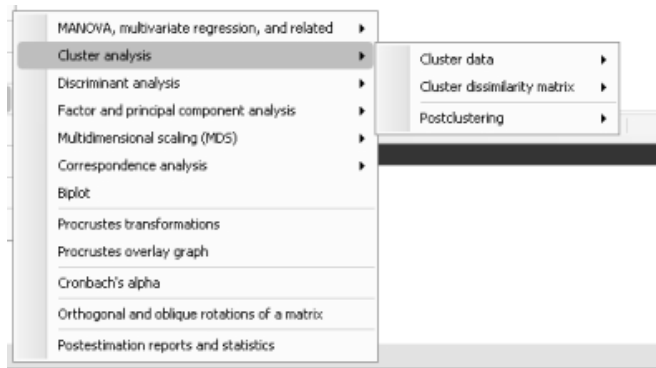 MANOVA, multivariate regression, and related
Cluster analysis
Discriminant analysis
Factor and principal component analysis
Multidimensional scaling (MDS)
Correspondence analysis
Biplot
Procrustes transformations
Procrustes overlay graph
Cronbach's alpha
Orthogonal and oblique rotations of a matrix
Postestimation reports and statistics
Cluster data
Cluster dissimilarity matrix
Postclustering